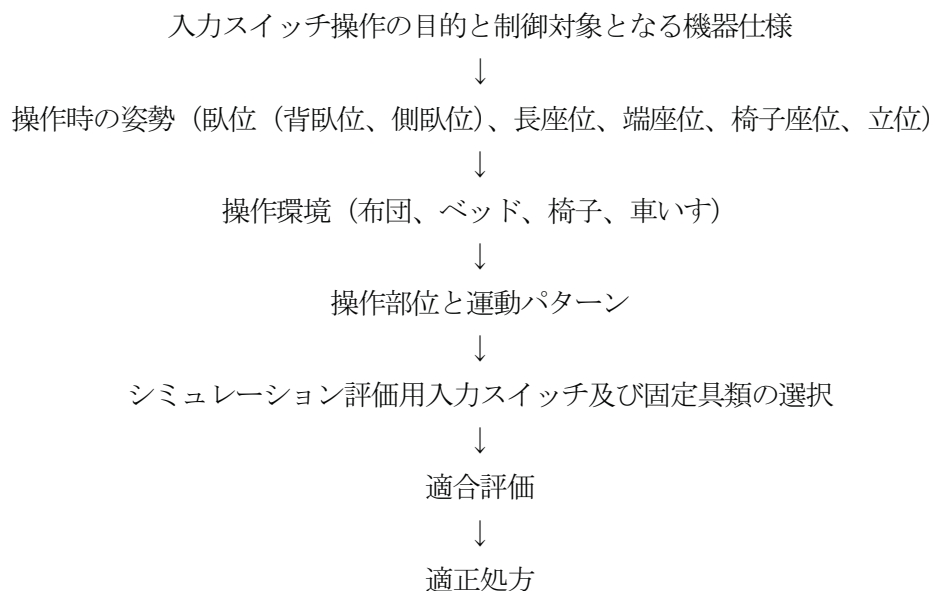 入力スイッチ操作の目的と制御対象となる機器仕様
↓
操作時の姿勢（臥位（背臥位、側臥位）、長座位、端座位、椅子座位、立位）
↓
操作環境（布団、ベッド、椅子、車いす）
↓
操作部位と運動パターン
↓
シミュレーション評価用入力スイッチ及び固定具類の選択
↓
適合評価
↓
適正処方